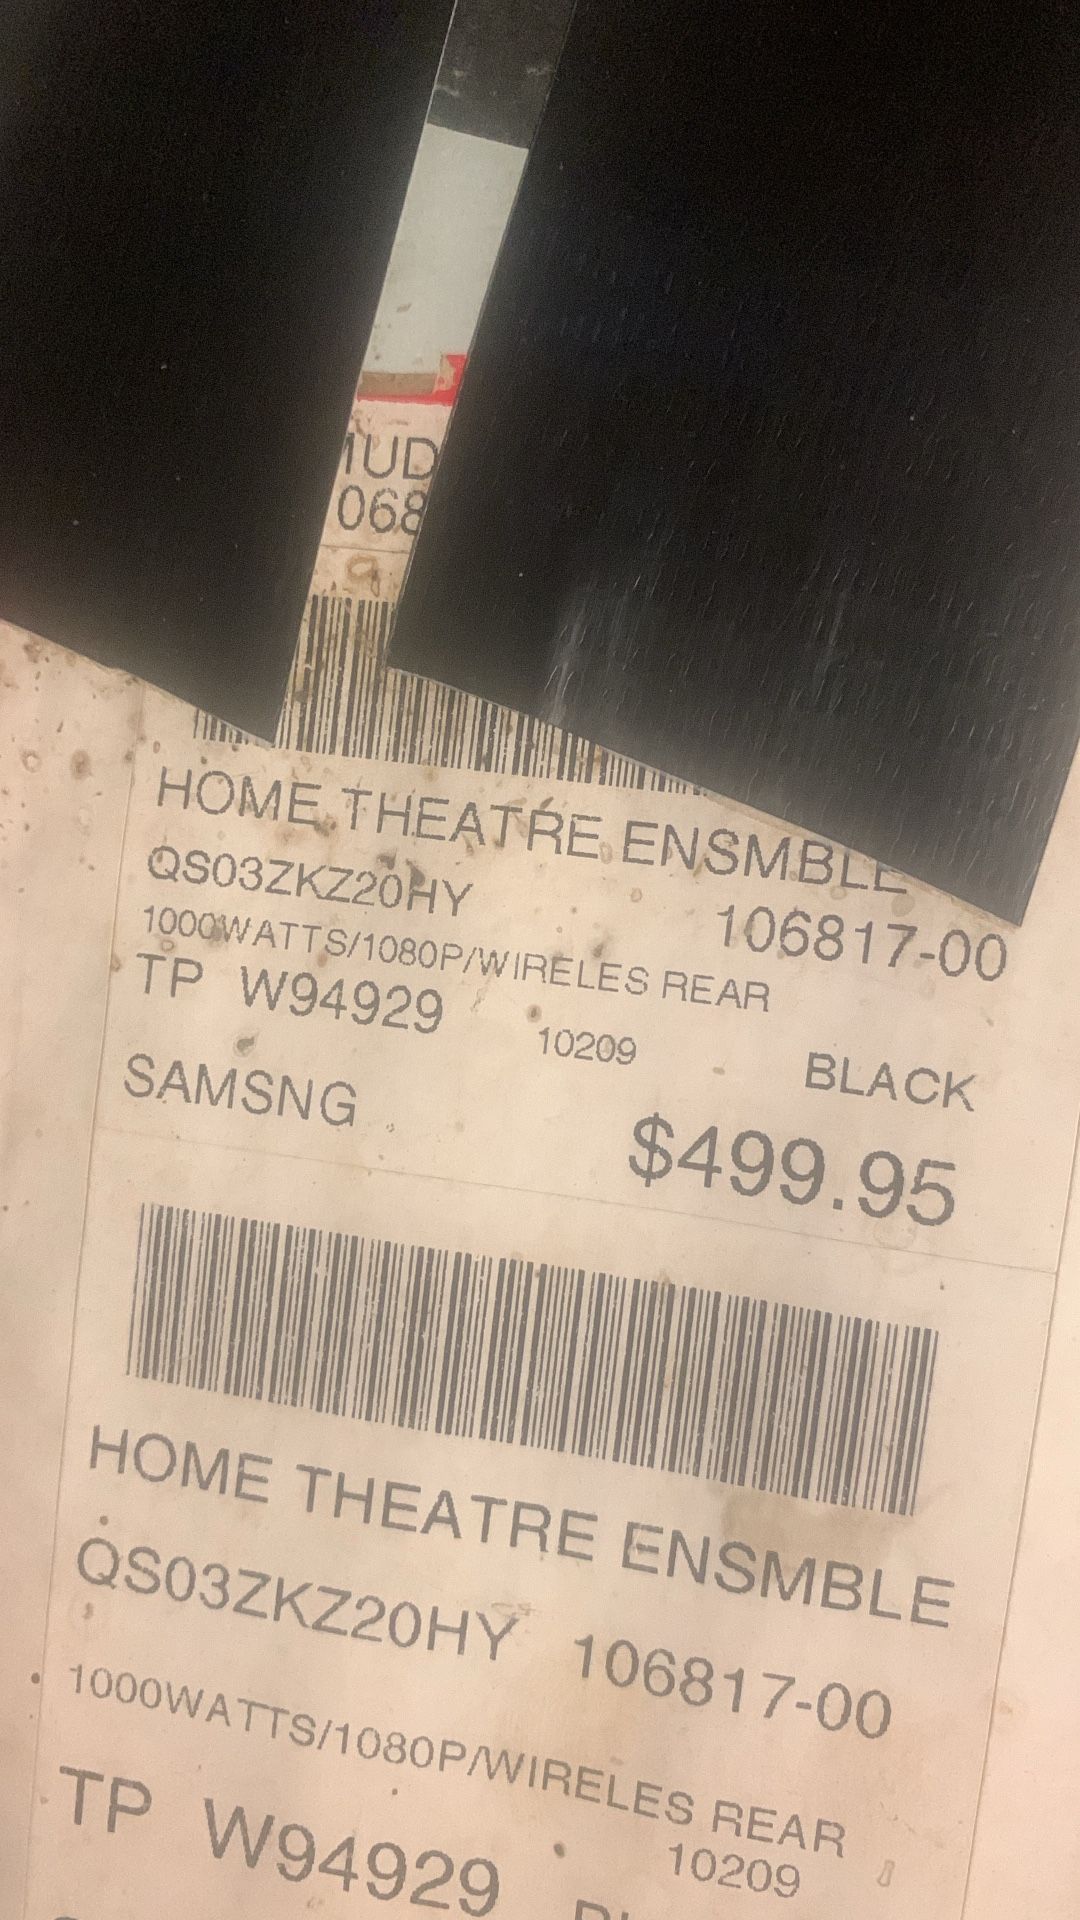 068
HOME THEATRE ENSMBLE
QS03ZKZ20HY 106817-00
1000WATTS/1080P/WIRELES REAR
TP W94929 10209 BLACK
SAMSNG $499.95
HOME THEATRE ENSMBLE
QS03ZKZ20HY 106817-00
1000WATTS/1080P/WIRELES REAR
TP W94929 10209